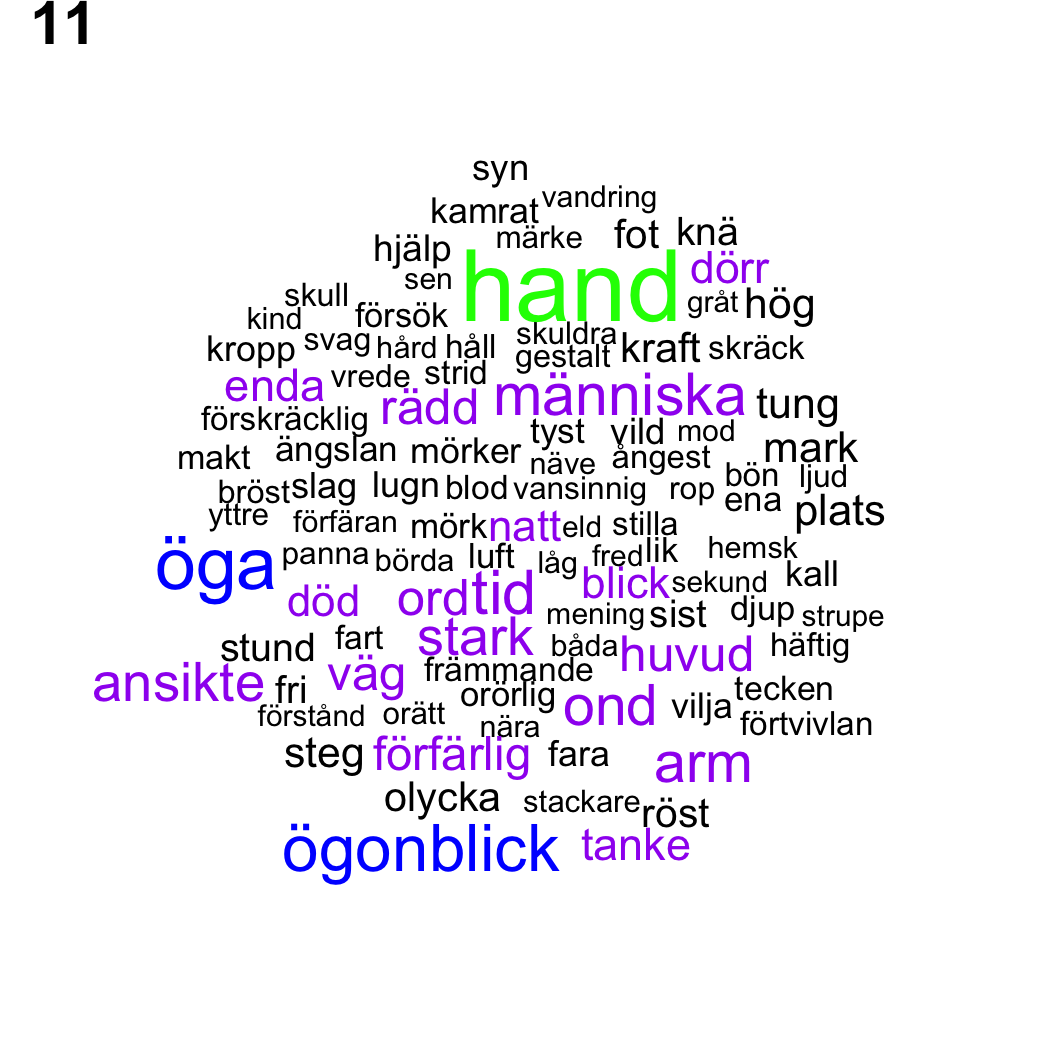 11
syn
vandring
kamrat
märke fot knä
hjälp
hand
dörr
sen
skull
gråt hög
kind försök
skuldra
svag hård håll
kropp
gestalt kraft skräck
enda vrede strid
rädd människa tung
förskräcklig
tyst vild mod
makt ängslan mörker
mark
näve ångest
bön ljud
bröst slag lugn blod vansinnig rop
ena plats
yttre förfäran mörk natt eld stilla
öga panna börda luft låg fred lik hemsk
blick sekund kall
död ord tid
mening sist djup strupe
stund fart stark båda huvud häftig
ansikte fri väg främmande
orörlig ond vilja tecken
förstånd orätt nära förtvivlan
steg förfärlig fara arm
olycka stackare röst
ögonblick tanke